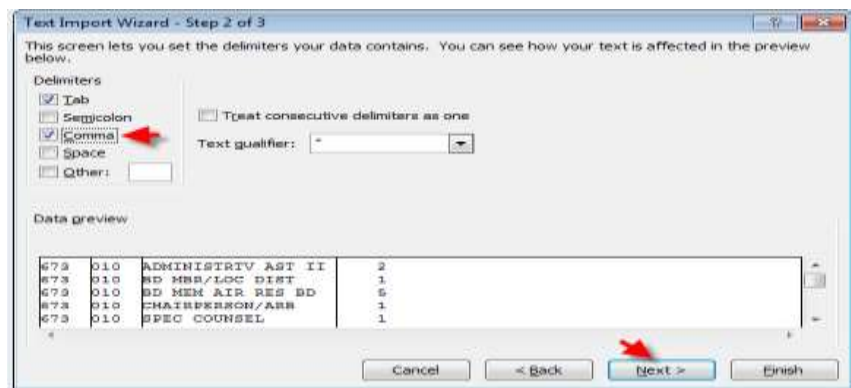 Text Import Wizard - Step 2 of 3
This screen lets you set the delimiters your data contains. You can see how your text is affected in the preview
below.
Delimiters
Tab
Semicolon
Treat consecutive delimiters as one
Comma
Text qualifier: "
Space
Other:
Data preview
673 010 ADMINISTRTV AST II 2
673 010 BD MBR/LOC DIST 1
673 010 BD MEM AIR RES BD 5
673 010 CHAIRPERSON/ARB 1
673 010 SPEC COUNSEL 1
Cancel < Back Next > Finish